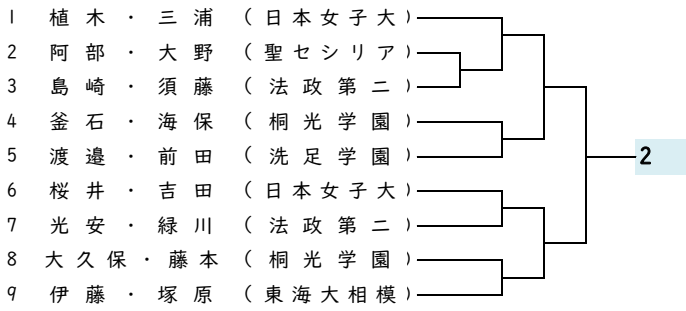 1 植木・三浦 (日本女子大)
2 阿部・大野 (聖セシリア)
3 島崎・須藤 (法政第二)
4 釜石・海保 (桐光学園)
5 渡邉・前田 (洗足学園)
2
6 桜井・吉田 (日本女子大)
7 光安・緑川 (法政第二)
8 大久保・藤本 (桐光学園)
9 伊藤・塚原 (東海大相模)